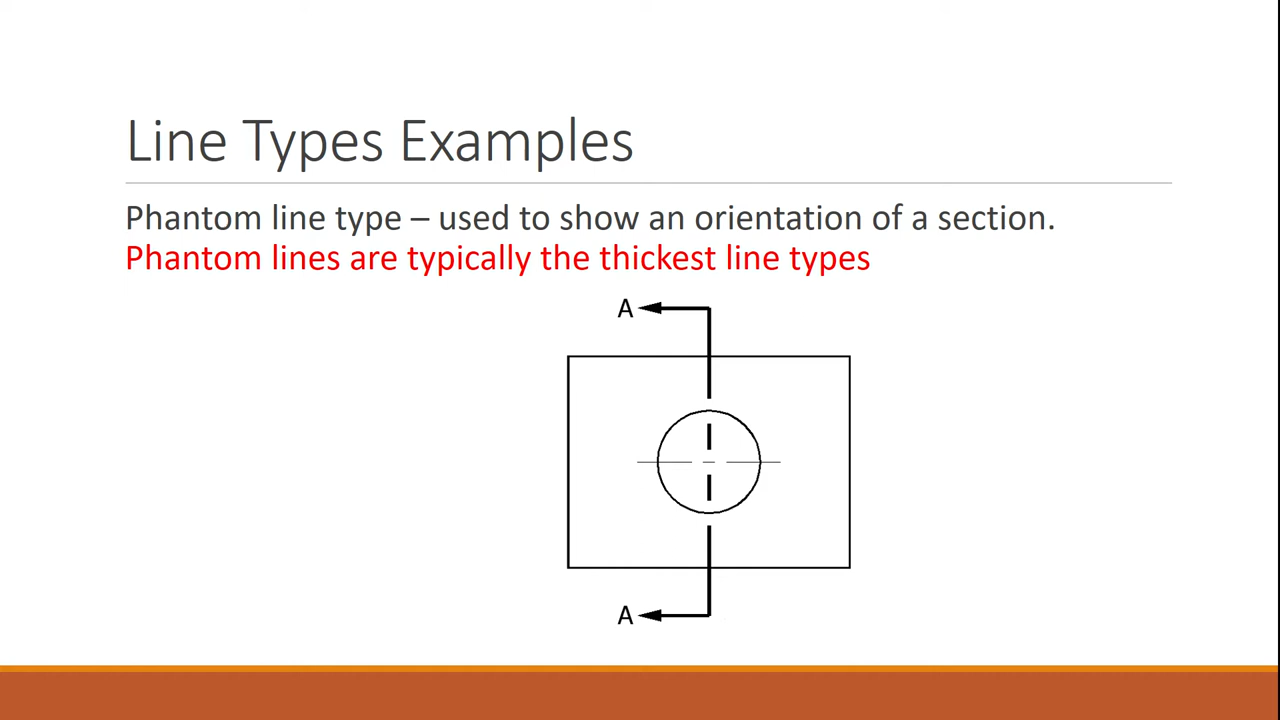 Line Types Examples
Phantom line type – used to show an orientation of a section.
Phantom lines are typically the thickest line types
A
A